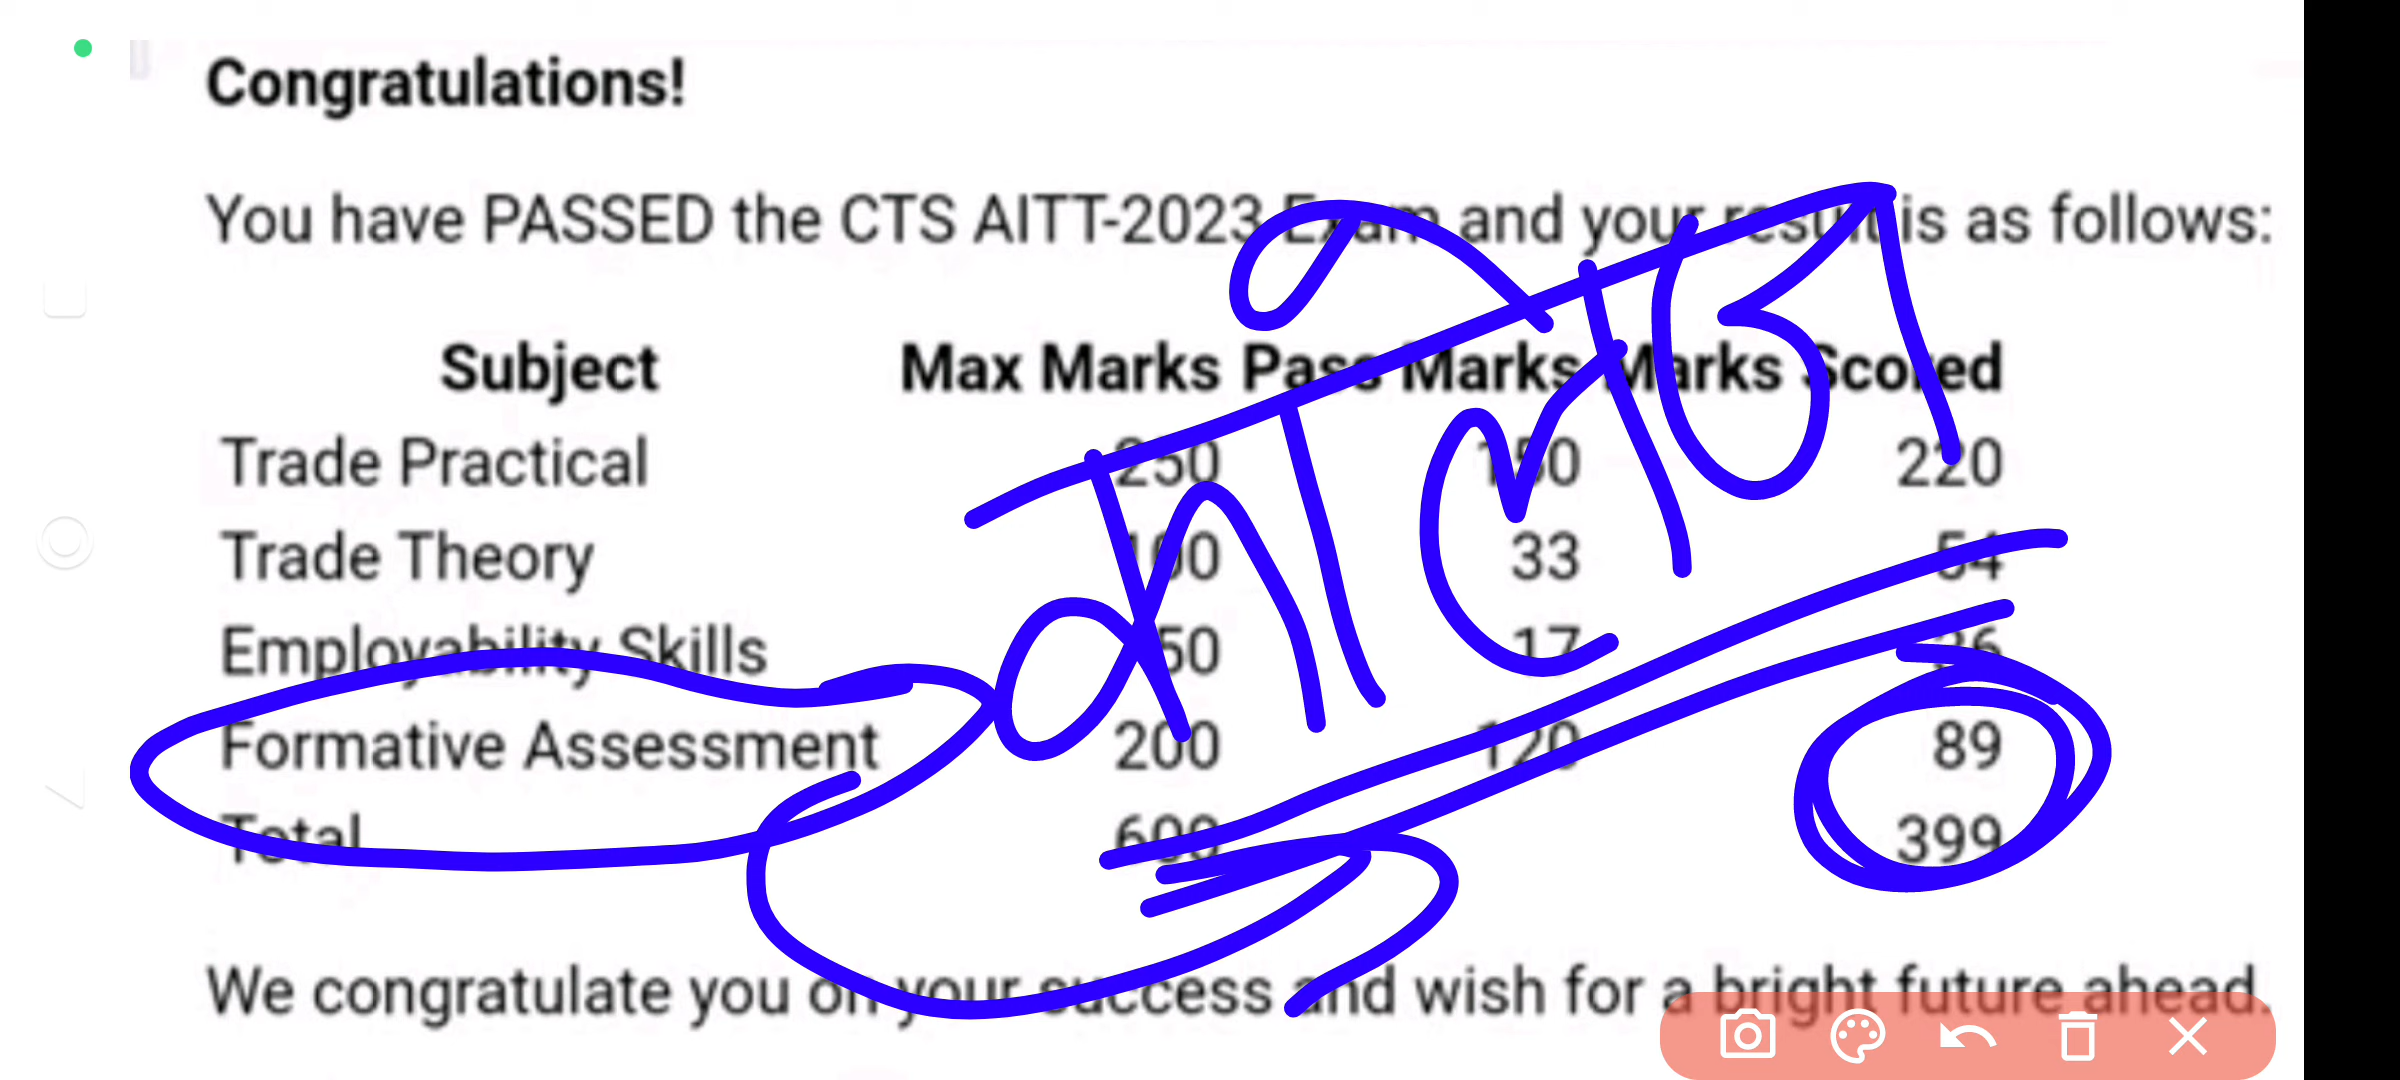 Congratulations!
You have PASSED the CTS AITT-2023 Exam and your result is as follows:
Subject Max Marks Pass Marks Marks Scored
Trade Practical 250 150 220
Trade Theory 100 33 54
Employability Skills 50 17 36
Formative Assessment 200 120 89
Total 600 399
We congratulate you on your success and wish for a bright future ahead.
कॉलेज